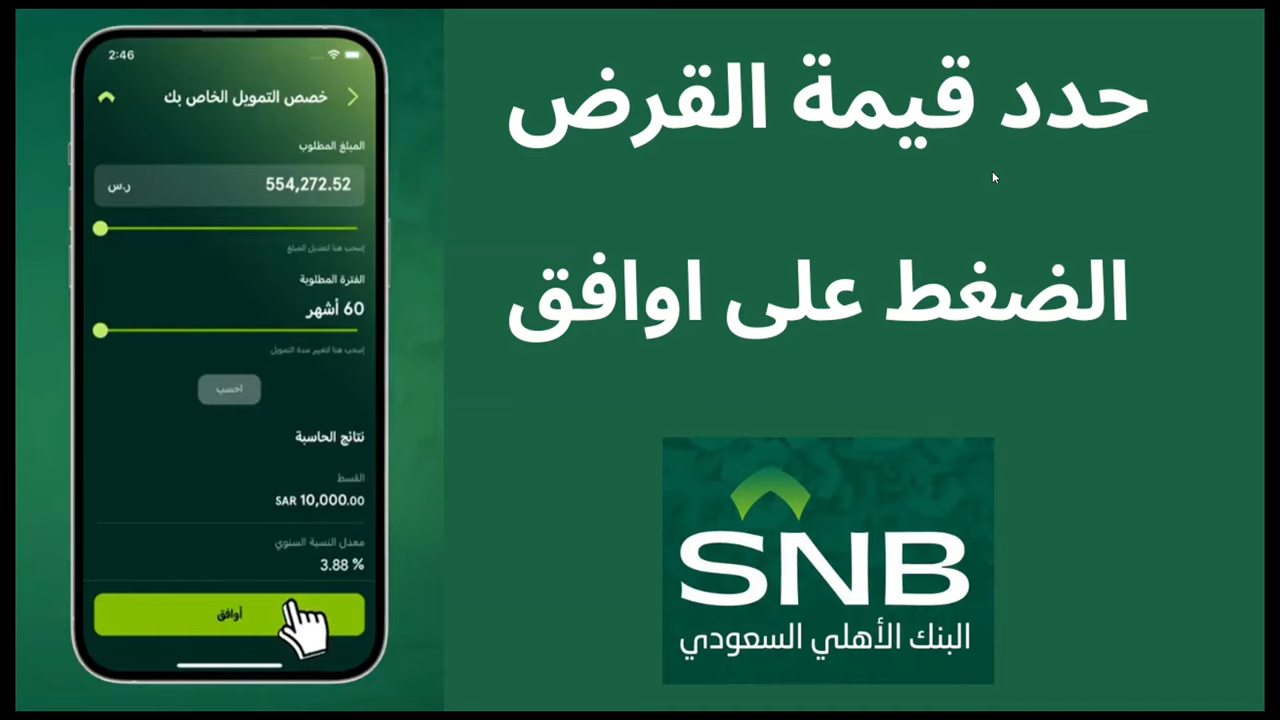 حدد قيمة القرض
الضغط على اوافق
2:46
خصص التمويل الخاص بك
المبلغ المطلوب
554,272.52 ر.س
إسحب هنا لتعديل المبلغ
الفترة المطلوبة
60 أشهر
إسحب هنا لتغيير مدة التمويل
احسب
نتائج الحاسبة
القسط
SAR 10,000.00
معدل النسبة السنوي
3.88 %
أوافق
SNB
البنك الأهلي السعودي